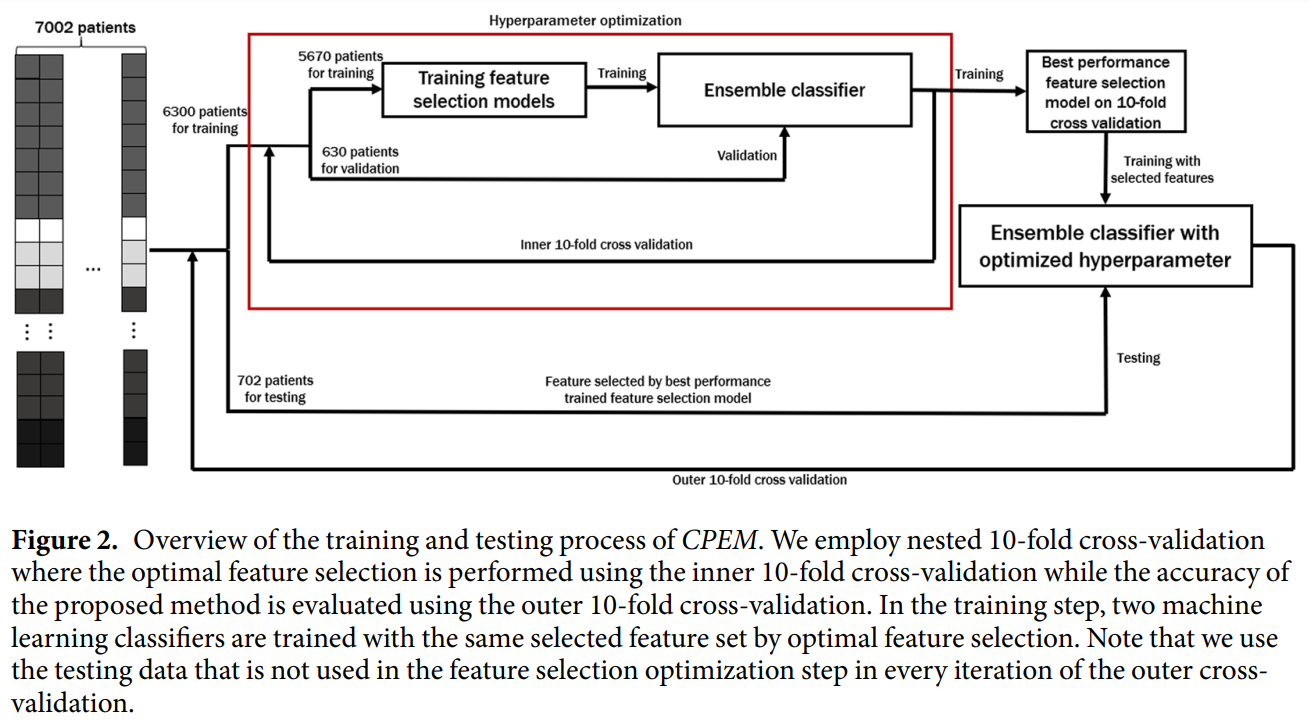 7002 patients
Hyperparameter optimization
5670 patients
for training
Training feature
selection models
Training
Ensemble classifier
Training
Best performance
feature selection
model on 10-fold
cross validation
6300 patients
for training
630 patients
for validation
Validation
Training with
selected features
Inner 10-fold cross validation
Ensemble classifier with
optimized hyperparameter
...
702 patients
for testing
Feature selected by best performance
trained feature selection model
Testing
Outer 10-fold cross validation
Figure 2. Overview of the training and testing process of CPEM. We employ nested 10-fold cross-validation
where the optimal feature selection is performed using the inner 10-fold cross-validation while the accuracy of
the proposed method is evaluated using the outer 10-fold cross-validation. In the training step, two machine
learning classifiers are trained with the same selected feature set by optimal feature selection. Note that we use
the testing data that is not used in the feature selection optimization step in every iteration of the outer cross-
validation.